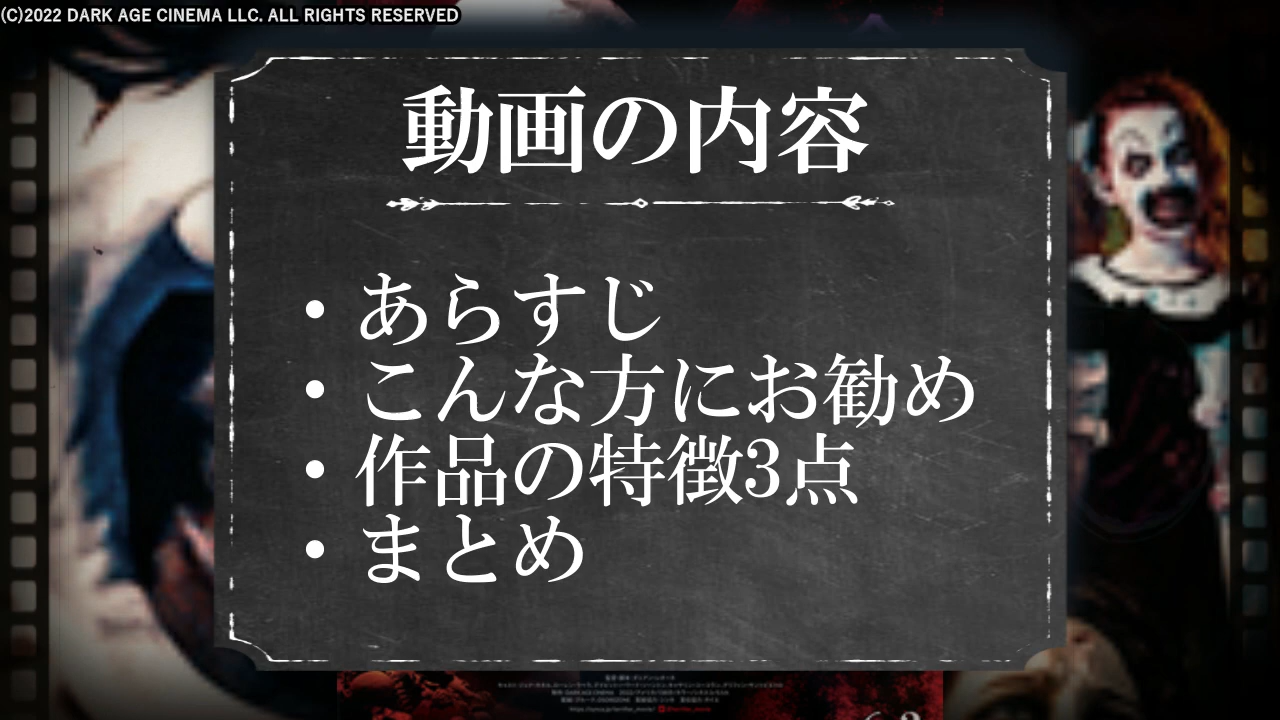 (C)2022 DARK AGE CINEMA LLC. ALL RIGHTS RESERVED
動画の内容
・あらすじ
・こんな方にお勧め
・作品の特徴3点
・まとめ